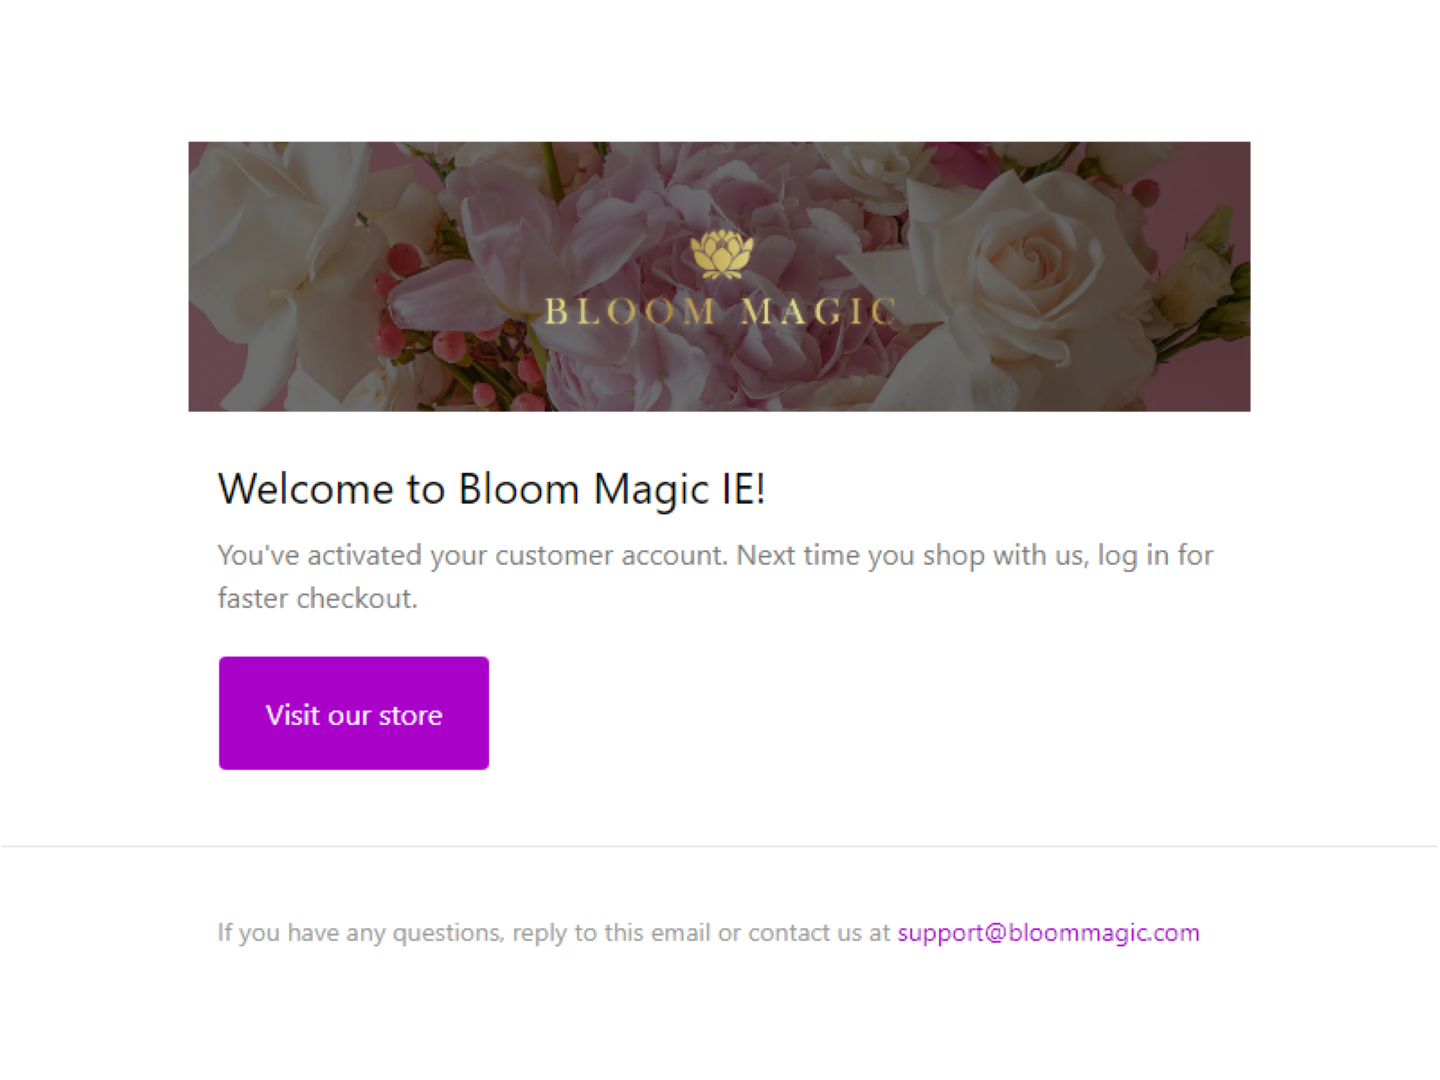 BLOOM MAGIC
Welcome to Bloom Magic IE!
You've activated your customer account. Next time you shop with us, log in for
faster checkout.
Visit our store
If you have any questions, reply to this email or contact us at support@bloommagic.com